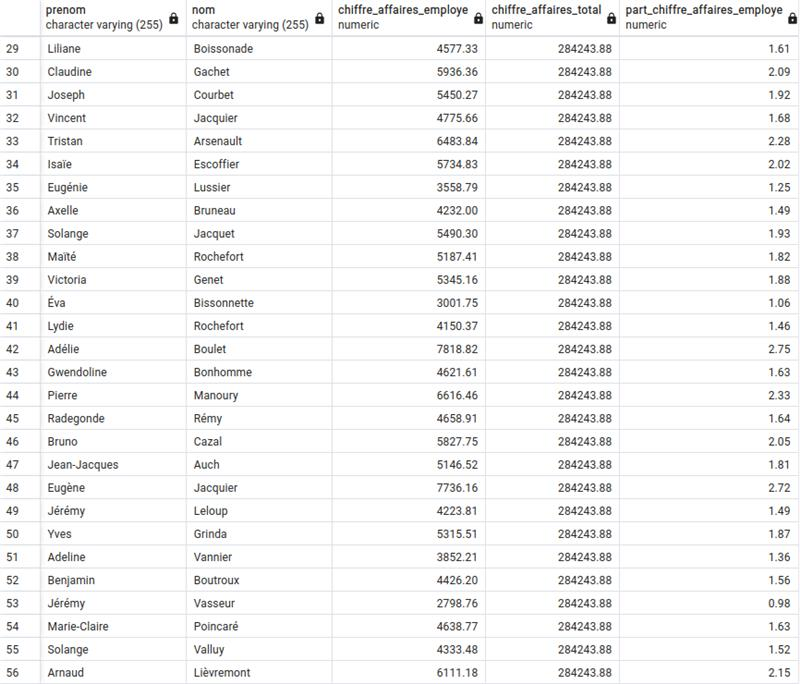 prenom nom chiffre_affaires_employe chiffre_affaires_total part_chiffre_affaires_employe
character varying (255) character varying (255) numeric numeric numeric
29 Liliane Boissonade 4577.33 284243.88 1.61
30 Claudine Gachet 5936.36 284243.88 2.09
31 Joseph Courbet 5450.27 284243.88 1.92
32 Vincent Jacquier 4775.66 284243.88 1.68
33 Tristan Arsenault 6483.84 284243.88 2.28
34 Isaïe Escoffier 5734.83 284243.88 2.02
35 Eugénie Lussier 3558.79 284243.88 1.25
36 Axelle Bruneau 4232.00 284243.88 1.49
37 Solange Jacquet 5490.30 284243.88 1.93
38 Maïté Rochefort 5187.41 284243.88 1.82
39 Victoria Genet 5345.16 284243.88 1.88
40 Éva Bissonnette 3001.75 284243.88 1.06
41 Lydie Rochefort 4150.37 284243.88 1.46
42 Adélie Boulet 7818.82 284243.88 2.75
43 Gwendoline Bonhomme 4621.61 284243.88 1.63
44 Pierre Manoury 6616.46 284243.88 2.33
45 Radegonde Rémy 4658.91 284243.88 1.64
46 Bruno Cazal 5827.75 284243.88 2.05
47 Jean-Jacques Auch 5146.52 284243.88 1.81
48 Eugène Jacquier 7736.16 284243.88 2.72
49 Jérémy Leloup 4223.81 284243.88 1.49
50 Yves Grinda 5315.51 284243.88 1.87
51 Adeline Vannier 3852.21 284243.88 1.36
52 Benjamin Boutroux 4426.20 284243.88 1.56
53 Jérémy Vasseur 2798.76 284243.88 0.98
54 Marie-Claire Poincaré 4638.77 284243.88 1.63
55 Solange Valluy 4333.48 284243.88 1.52
56 Arnaud Lièvremont 6111.18 284243.88 2.15